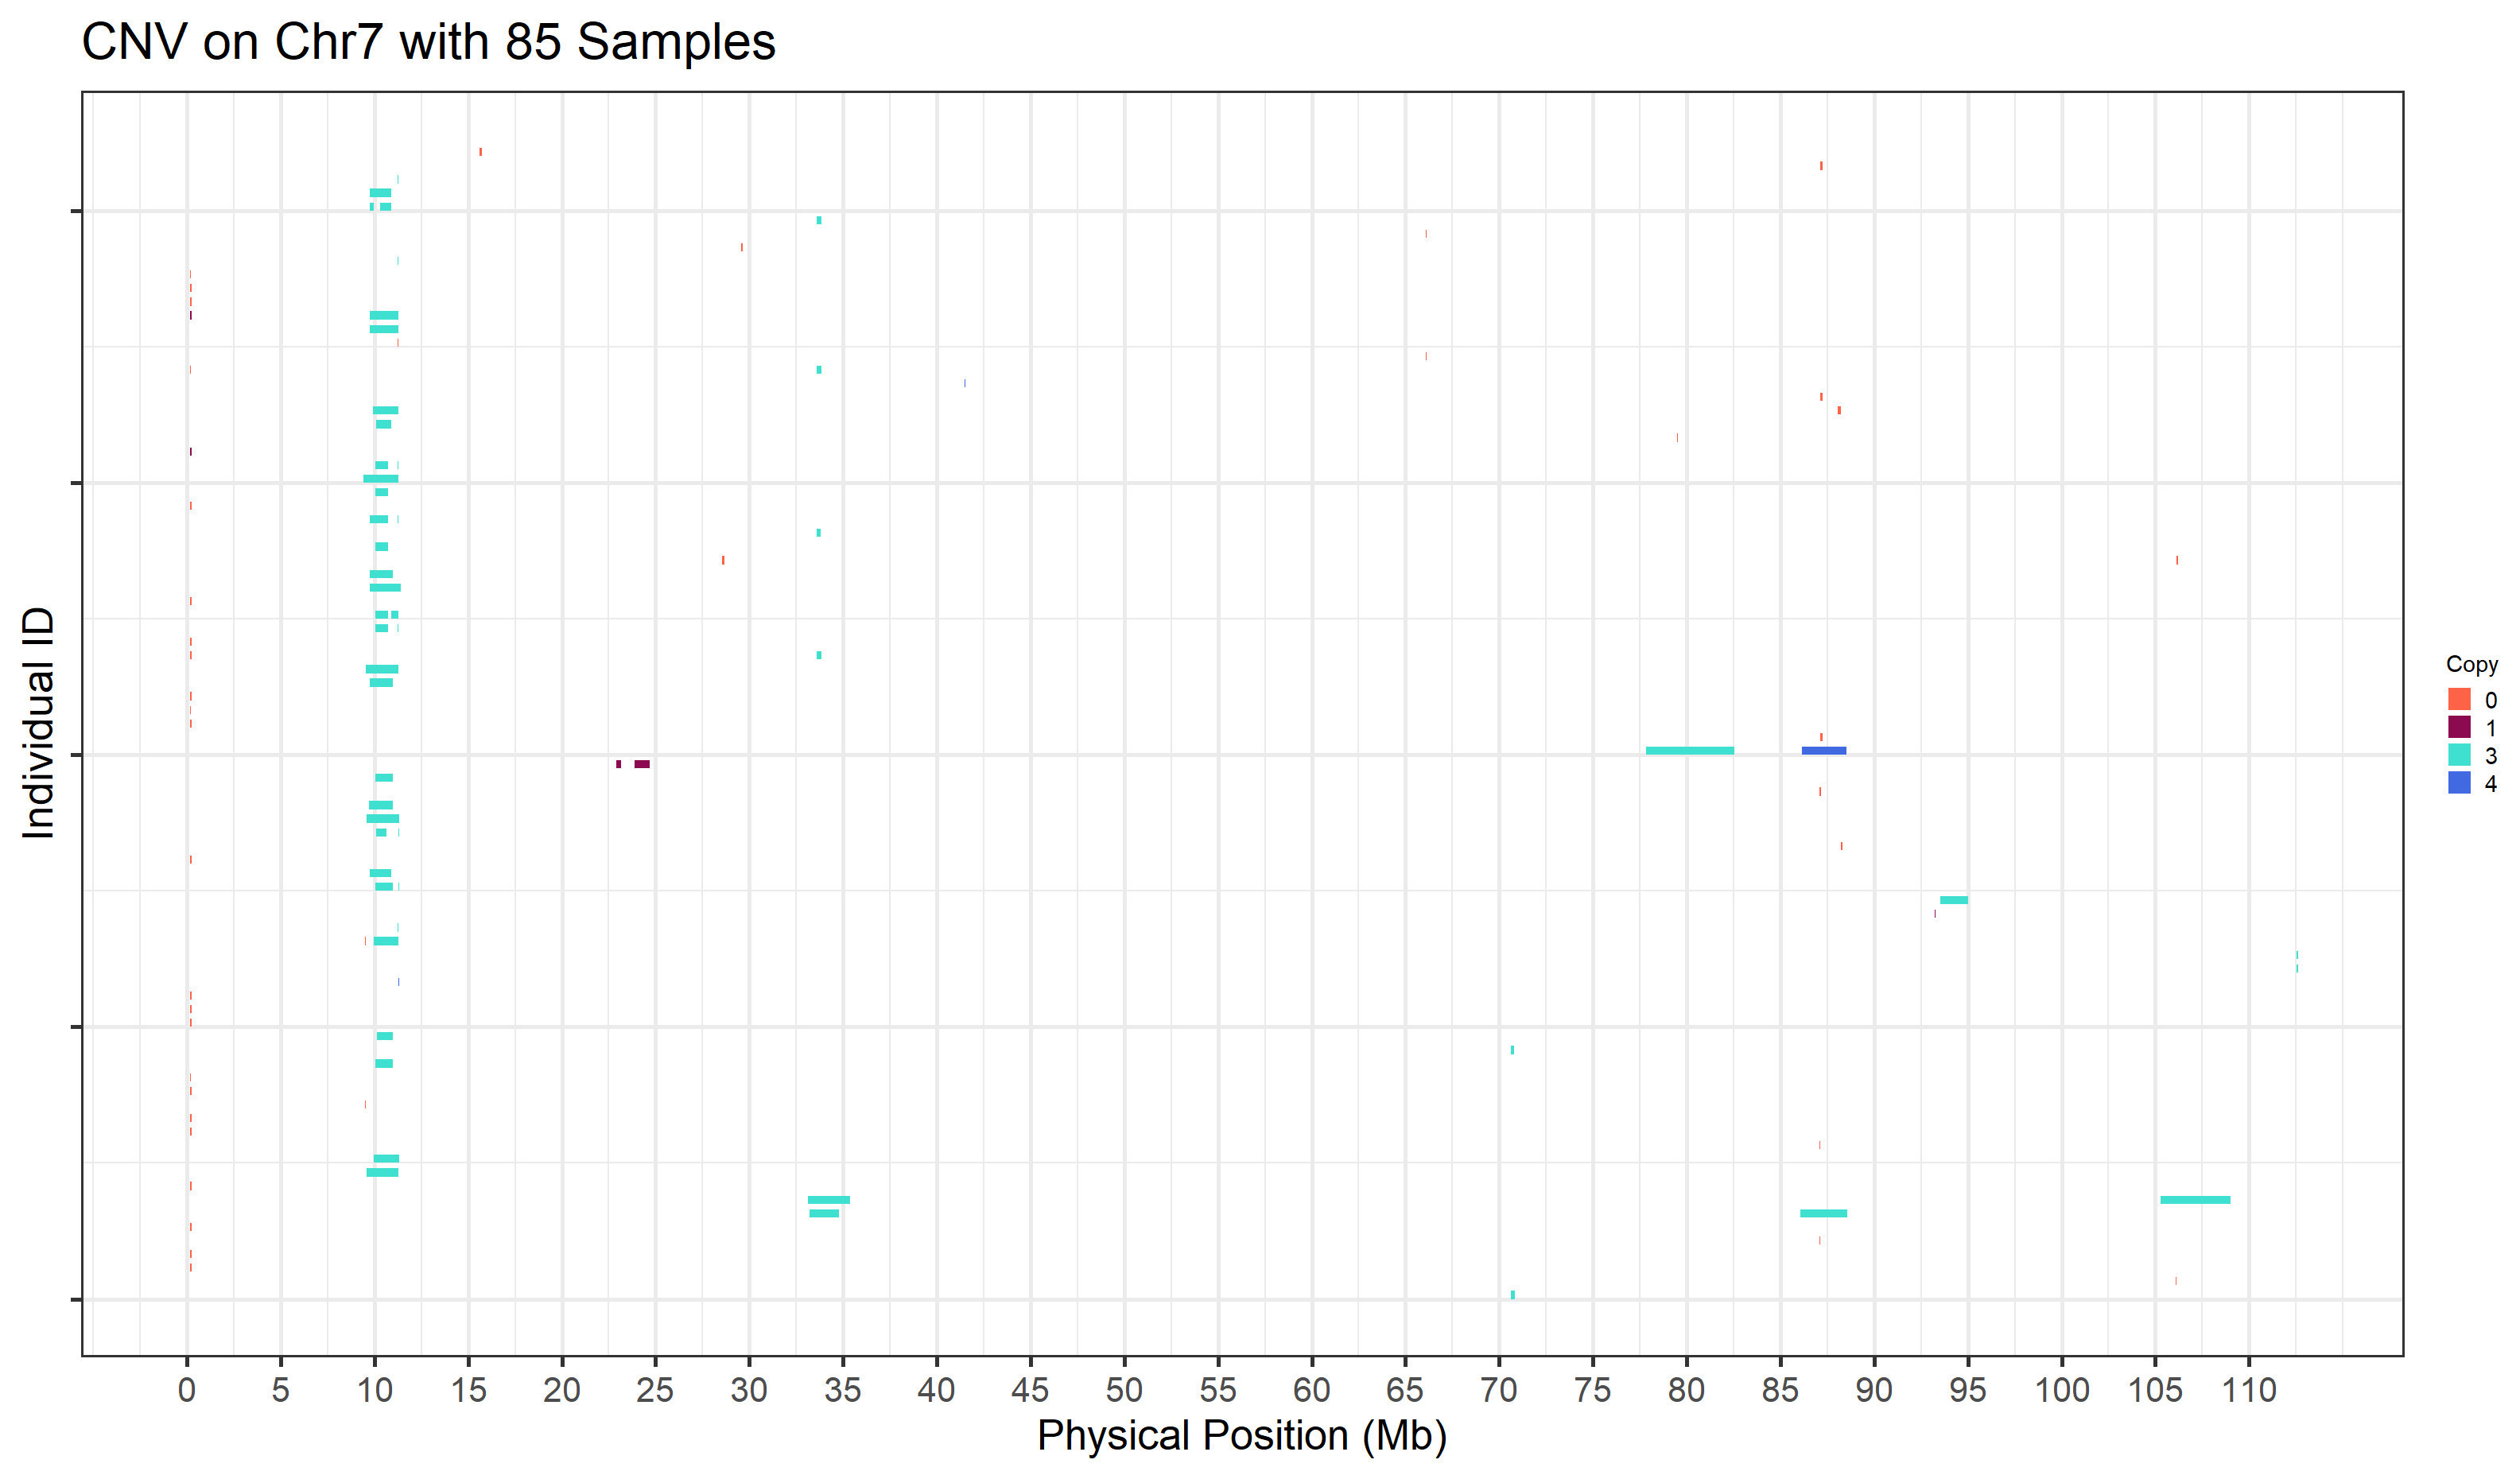 CNV on Chr7 with 85 Samples
Individual ID
0 5 10 15 20 25 30 35 40 45 50 55 60 65 70 75 80 85 90 95 100 105 110
Physical Position (Mb)
Copy
0
1
3
4